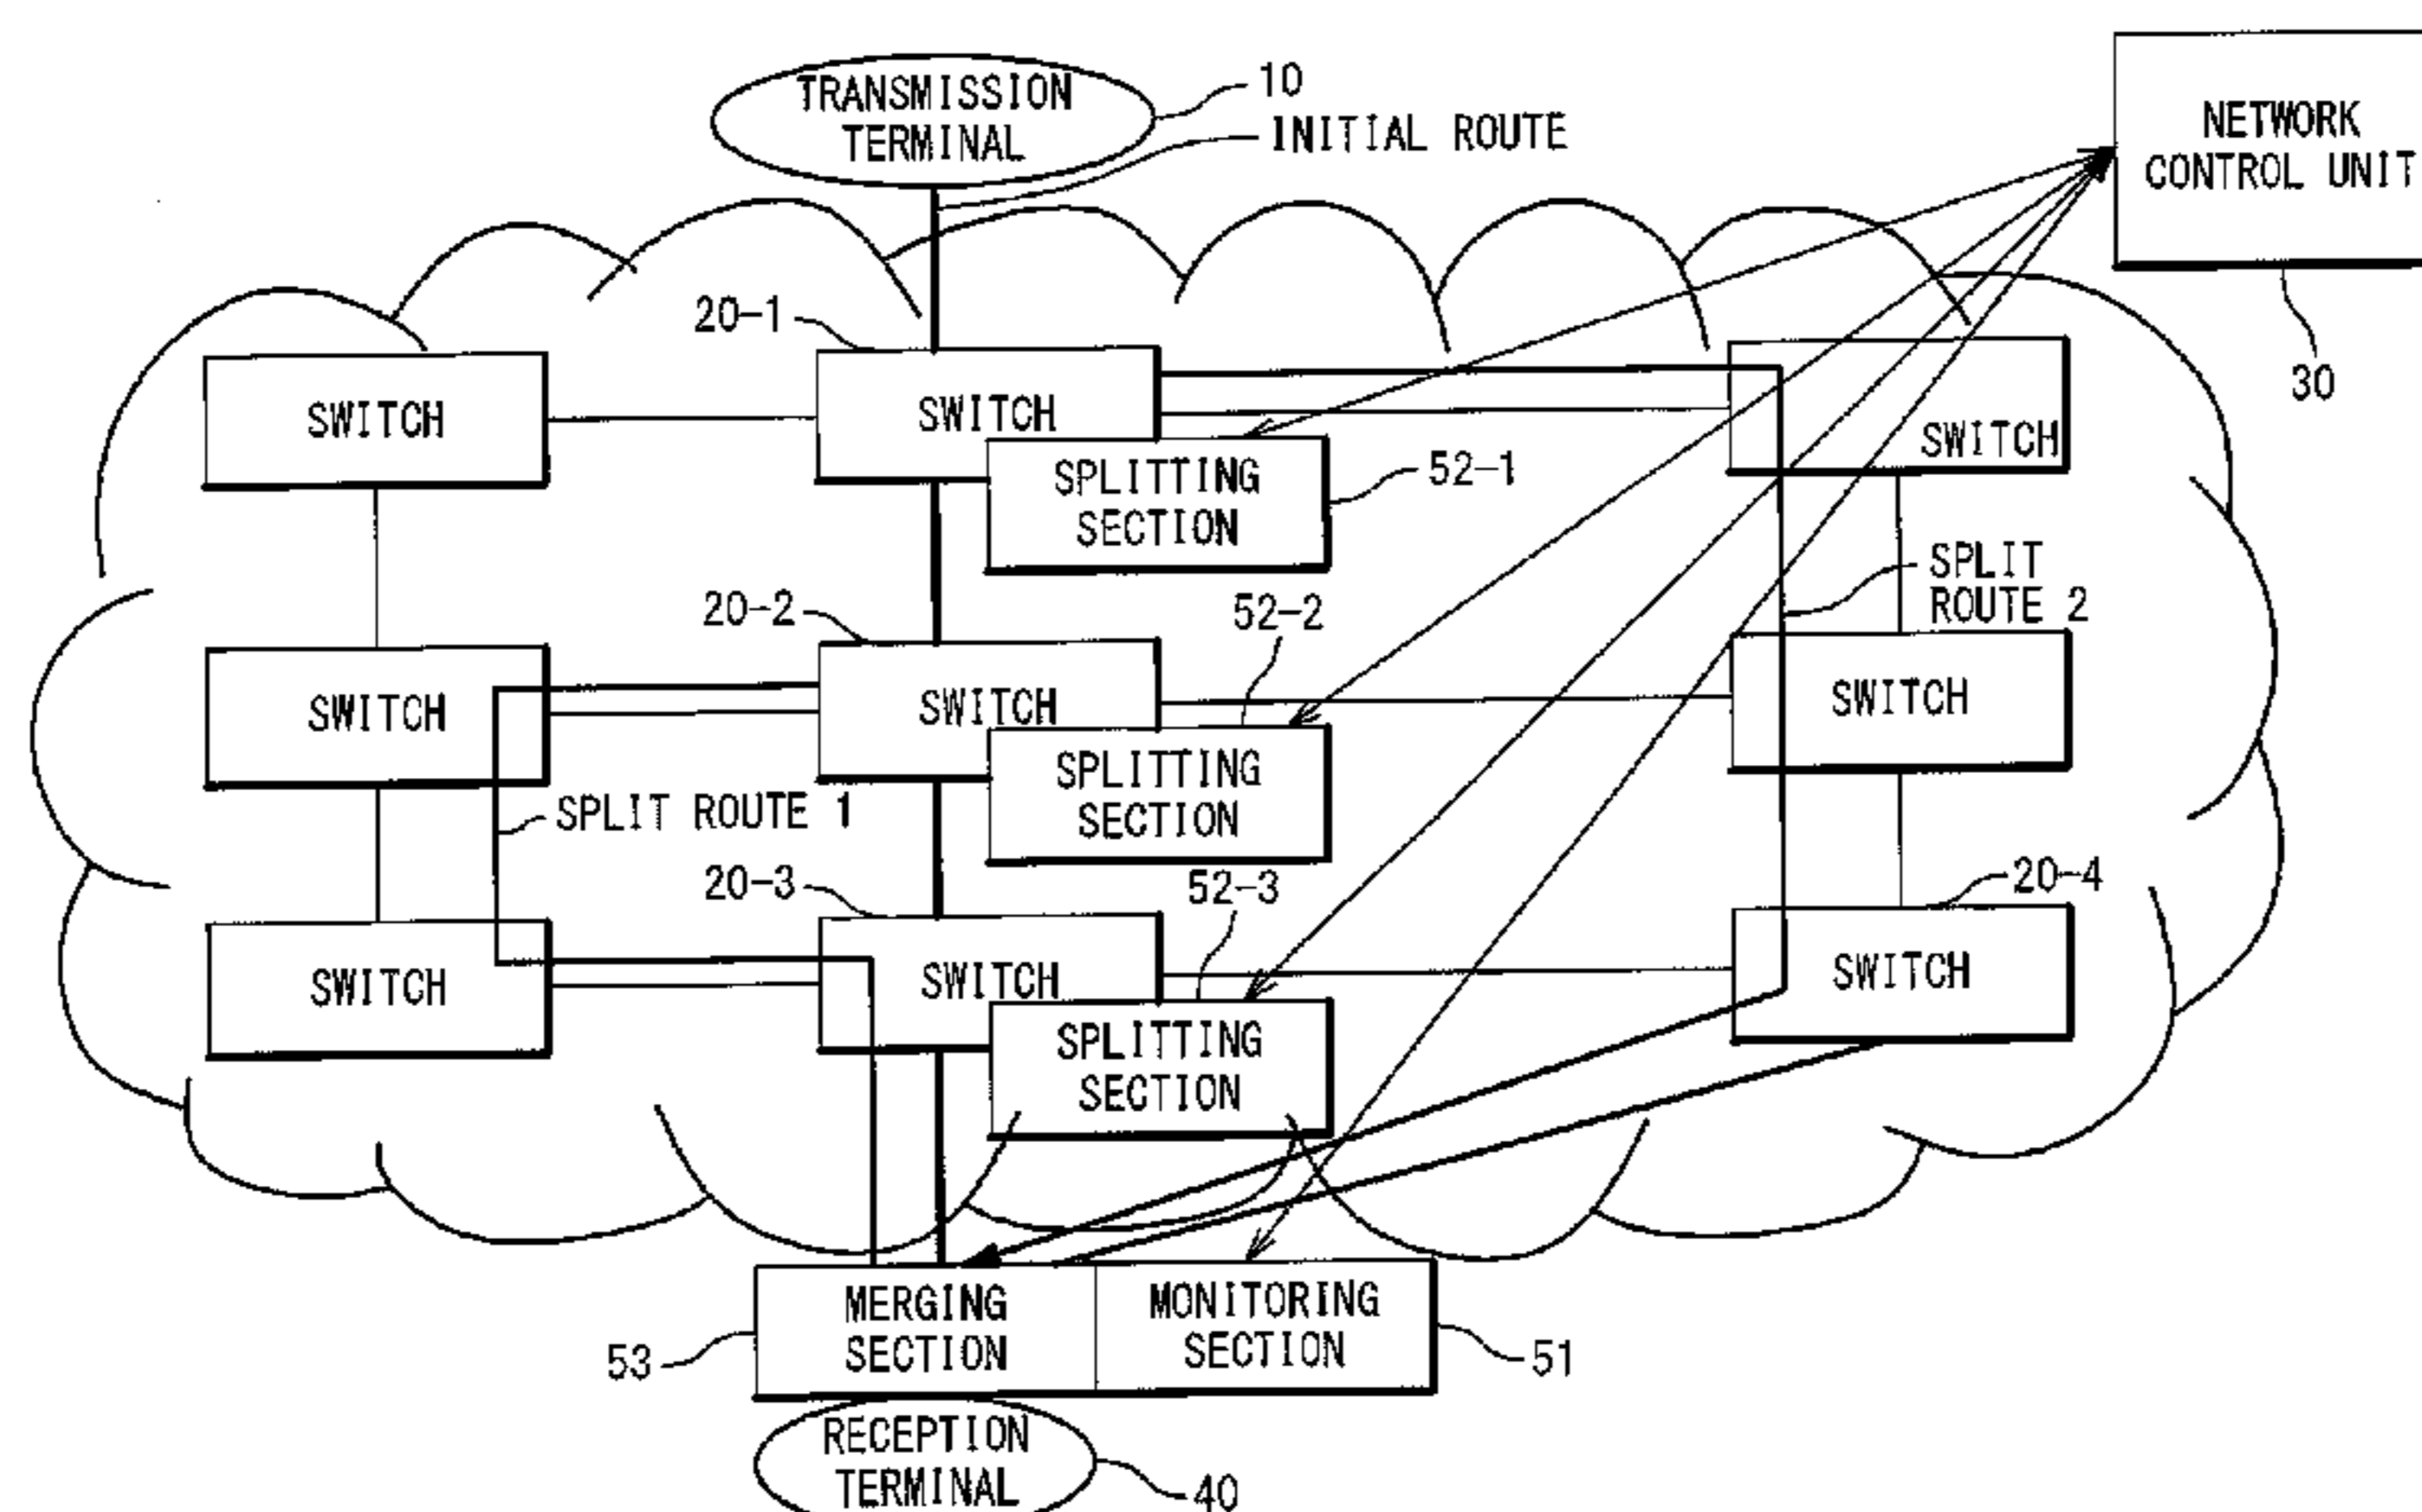 TRANSMISSION
TERMINAL
10
INITIAL ROUTE
NETWORK
CONTROL UNIT
30
20-1
SWITCH
SWITCH
SWITCH
SPLITTING
SECTION
52-1
SPLIT
ROUTE 2
20-2
52-2
SWITCH
SWITCH
SWITCH
SPLITTING
SECTION
SPLIT ROUTE 1
20-3
52-3
20-4
SWITCH
SWITCH
SWITCH
SPLITTING
SECTION
MERGING
SECTION
MONITORING
SECTION
53
51
RECEPTION
TERMINAL
40